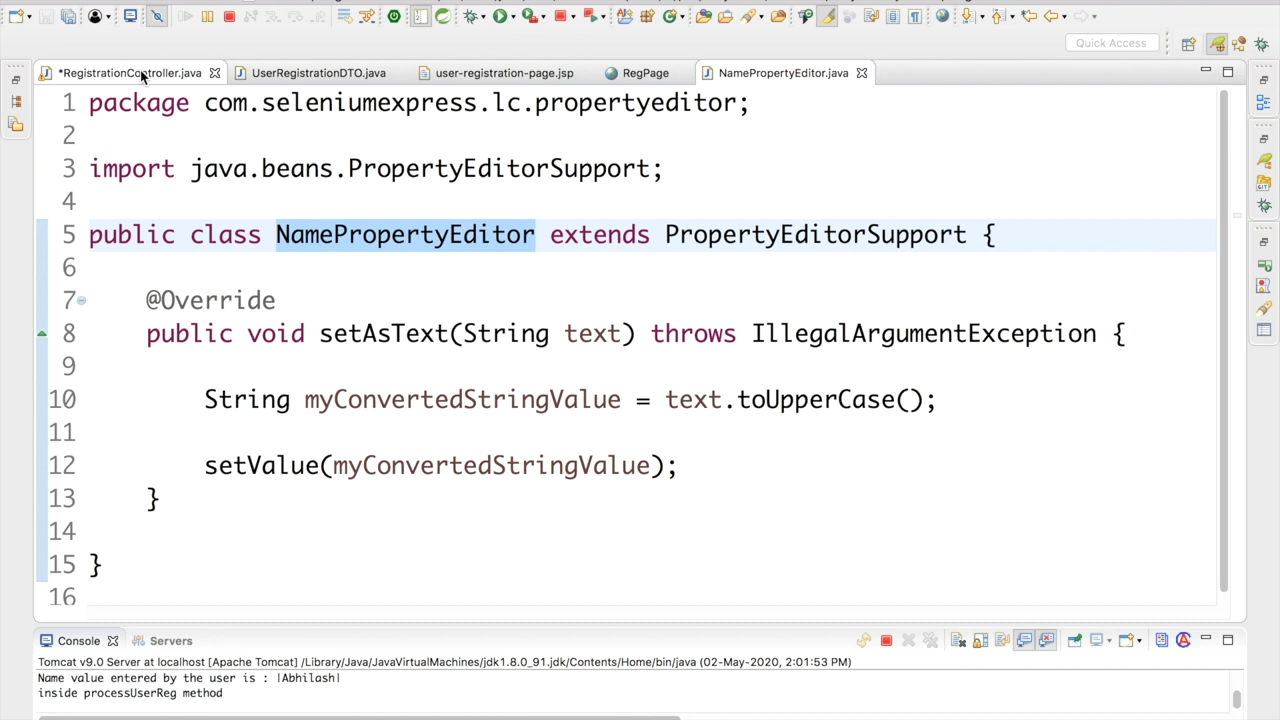 Quick Access
*RegistrationController.java
UserRegistrationDTO.java
user-registration-page.jsp
RegPage
NamePropertyEditor.java
1 package com.seleniumexpress.lc.propertyeditor;
2
3 import java.beans.PropertyEditorSupport;
4
5 public class NamePropertyEditor extends PropertyEditorSupport {
6
7 @Override
8 public void setAsText(String text) throws IllegalArgumentException {
9
10 String myConvertedStringValue = text.toUpperCase();
11
12 setValue(myConvertedStringValue);
13 }
14
15 }
16
Console
Servers
Tomcat v9.0 Server at localhost [Apache Tomcat] /Library/Java/JavaVirtualMachines/jdk1.8.0_91.jdk/Contents/Home/bin/java (02-May-2020, 2:01:53 PM)
Name value entered by the user is : |Abhilash|
inside processUserReg method